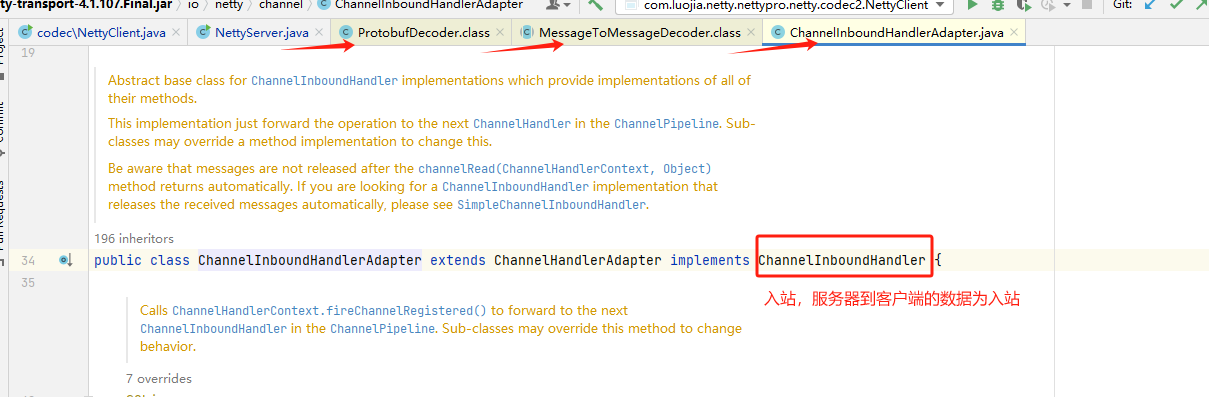 ty-transport-4.1.107.Final.jar › io › netty › channel › ChannelInboundHandlerAdapter com.luojia.netty.nettypro.netty.codec2.NettyClient Git:
codec\NettyClient.java NettyServer.java ProtobufDecoder.class MessageToMessageDecoder.class ChannelInboundHandlerAdapter.java
19
Abstract base class for ChannelInboundHandler implementations which provide implementations of all of
their methods.
This implementation just forward the operation to the next ChannelHandler in the ChannelPipeline. Sub-
classes may override a method implementation to change this.
Be aware that messages are not released after the channelRead(ChannelHandlerContext, Object)
method returns automatically. If you are looking for a ChannelInboundHandler implementation that
releases the received messages automatically, please see SimpleChannelInboundHandler.
196 inheritors
34 public class ChannelInboundHandlerAdapter extends ChannelHandlerAdapter implements ChannelInboundHandler {
35
入站，服务器到客户端的数据为入站
Calls ChannelHandlerContext.fireChannelRegistered() to forward to the next
ChannelInboundHandler in the ChannelPipeline. Sub-classes may override this method to change
behavior.
7 overrides